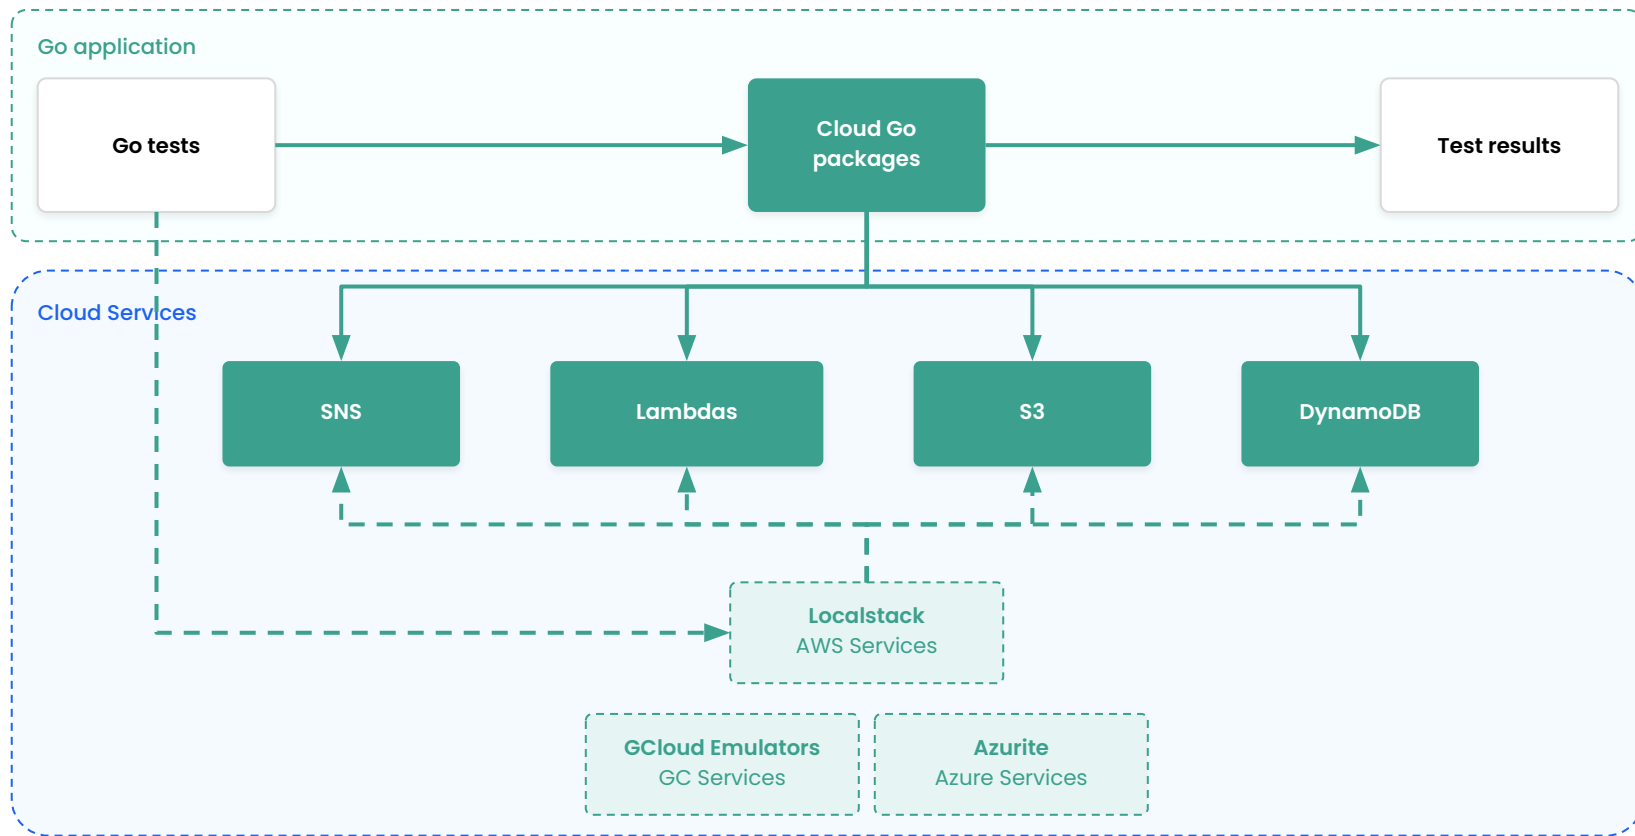 Go application
Go tests
Cloud Go
packages
Test results
Cloud Services
SNS
Lambdas
S3
DynamoDB
Localstack
AWS Services
GCloud Emulators
GC Services
Azurite
Azure Services